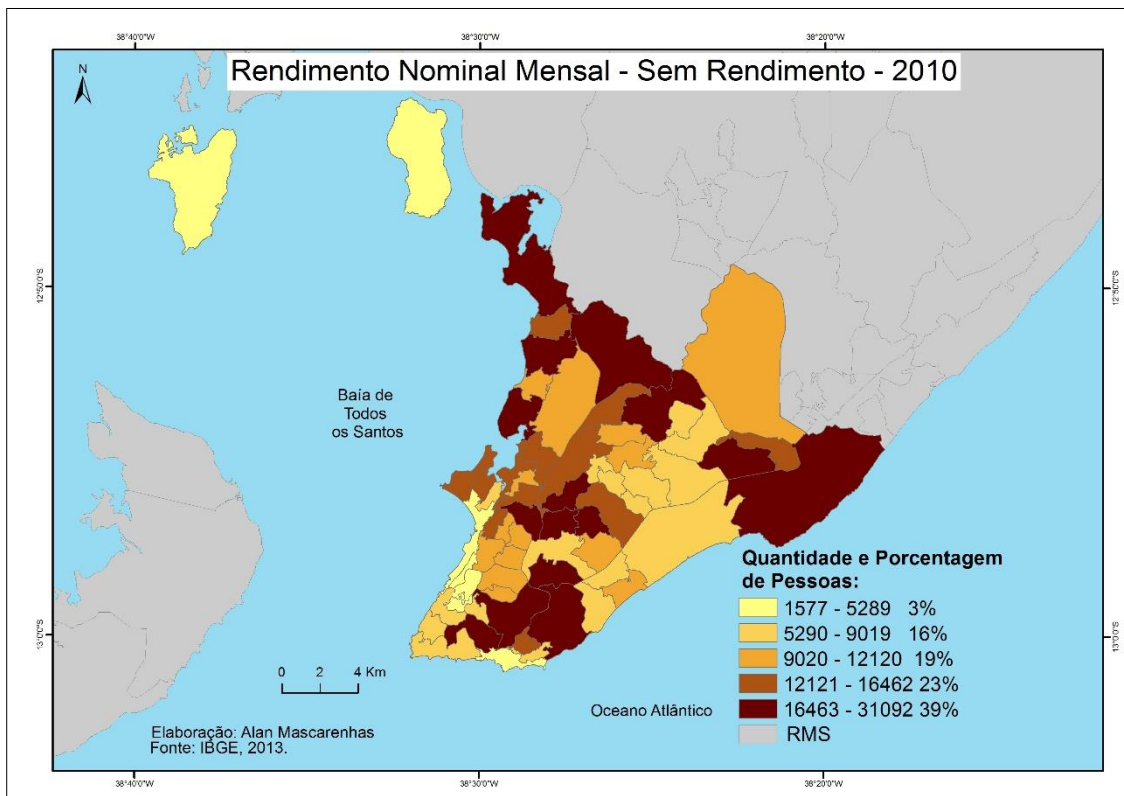 38°40'0"W
38°30'0"W
38°20'0"W
N
Rendimento Nominal Mensal - Sem Rendimento - 2010
12°50'0"S
12°50'0"S
Baía de
Todos
os Santos
Quantidade e Porcentagem
de Pessoas:
1577 - 5289 3%
5290 - 9019 16%
9020 - 12120 19%
12121 - 16462 23%
16463 - 31092 39%
RMS
13°0'0"S
13°0'0"S
0 2 4 Km
Oceano Atlântico
Elaboração: Alan Mascarenhas
Fonte: IBGE, 2013.
38°40'0"W
38°30'0"W
38°20'0"W